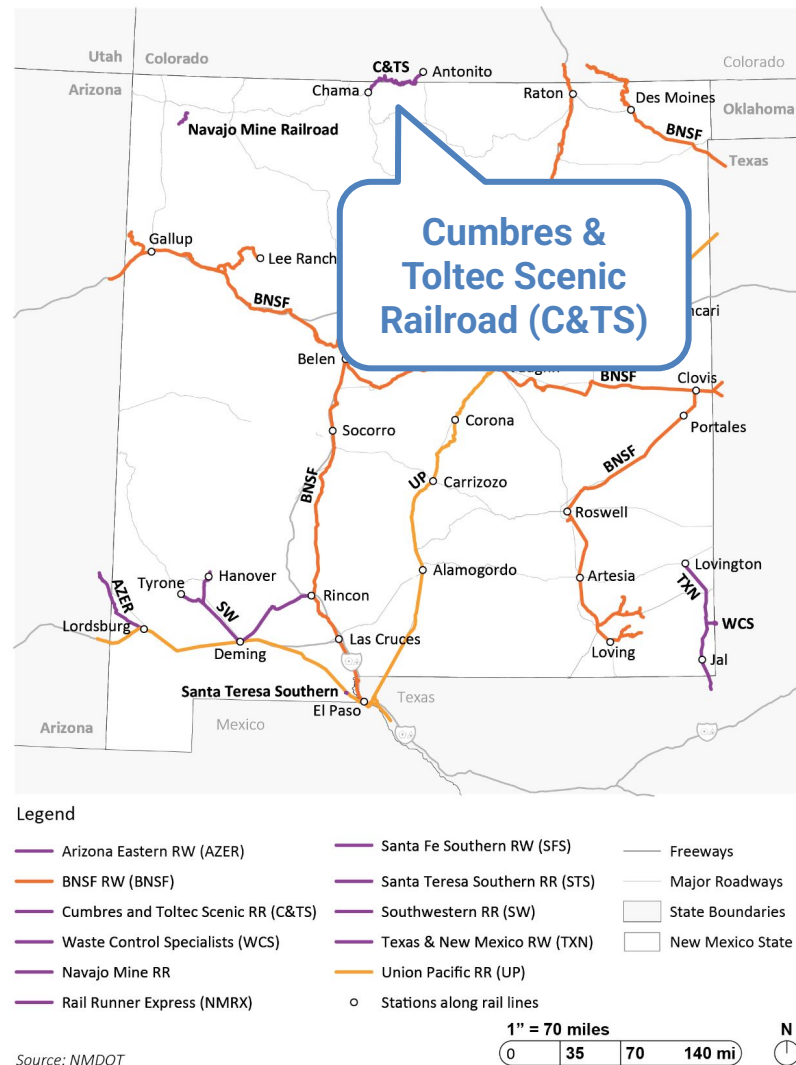 Utah
Colorado
C&TS
Antonito
Colorado
Arizona
Chama
Raton
Des Moines
Oklahoma
Navajo Mine Railroad
BNSF
Texas
Cumbres &
Toltec Scenic
Railroad (C&TS)
Gallup
Lee Ranch
BNSF
Belen
BNSF
Clovis
Corona
Portales
Socorro
BNSF
UP
Carrizozo
BNSF
Roswell
Alamogordo
Artesia
Lovington
TXN
WCS
Jal
Loving
AZER
Tyrone
Hanover
SW
Rincon
Lordsburg
Deming
Las Cruces
Santa Teresa Southern
El Paso
Texas
Arizona
Mexico
Legend
Arizona Eastern RW (AZER)
BNSF RW (BNSF)
Cumbres and Toltec Scenic RR (C&TS)
Waste Control Specialists (WCS)
Navajo Mine RR
Rail Runner Express (NMRX)
Santa Fe Southern RW (SFS)
Santa Teresa Southern RR (STS)
Southwestern RR (SW)
Texas & New Mexico RW (TXN)
Union Pacific RR (UP)
Stations along rail lines
Freeways
Major Roadways
State Boundaries
New Mexico State
1” = 70 miles
0 35 70 140 mi
N
Source: NMDOT